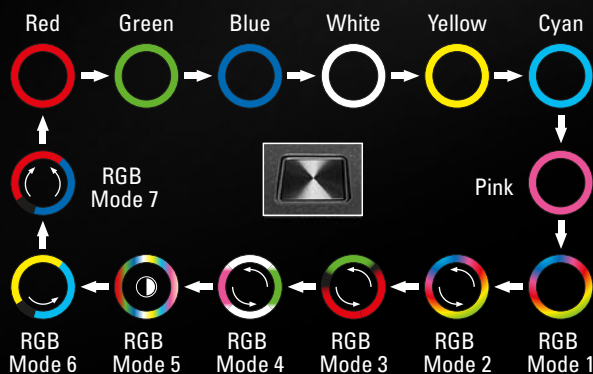 Red
Green
Blue
White
Yellow
Cyan
RGB
Mode 7
Pink
RGB
Mode 6
RGB
Mode 5
RGB
Mode 4
RGB
Mode 3
RGB
Mode 2
RGB
Mode 1